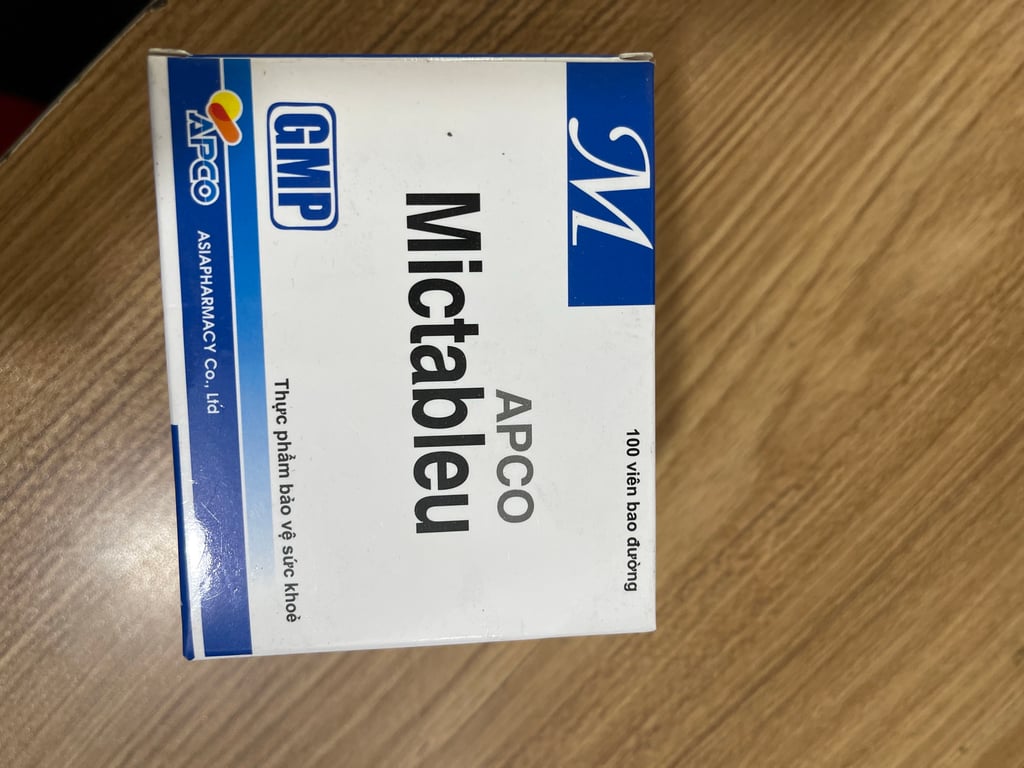 M
100 viên bao đường
APCO
Mictableu
GMP
Thực phẩm bảo vệ sức khoẻ
APCO
ASIAPHARMACY Co., Ltd